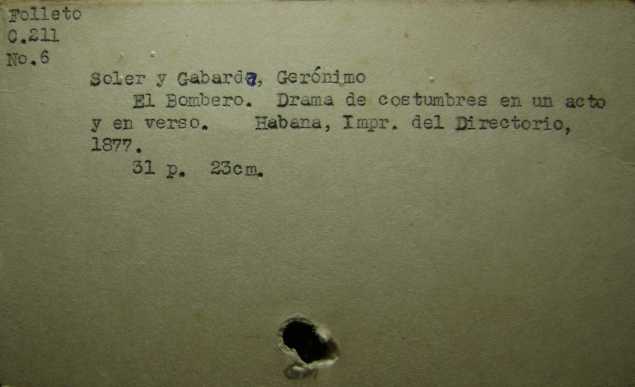 Folleto
C.211
No.6
Soler y Gabarda, Gerónimo
El Bombero. Drama de costumbres en un acto
y en verso. Habana, Impr. del Directorio,
1877.
31 p. 23cm.